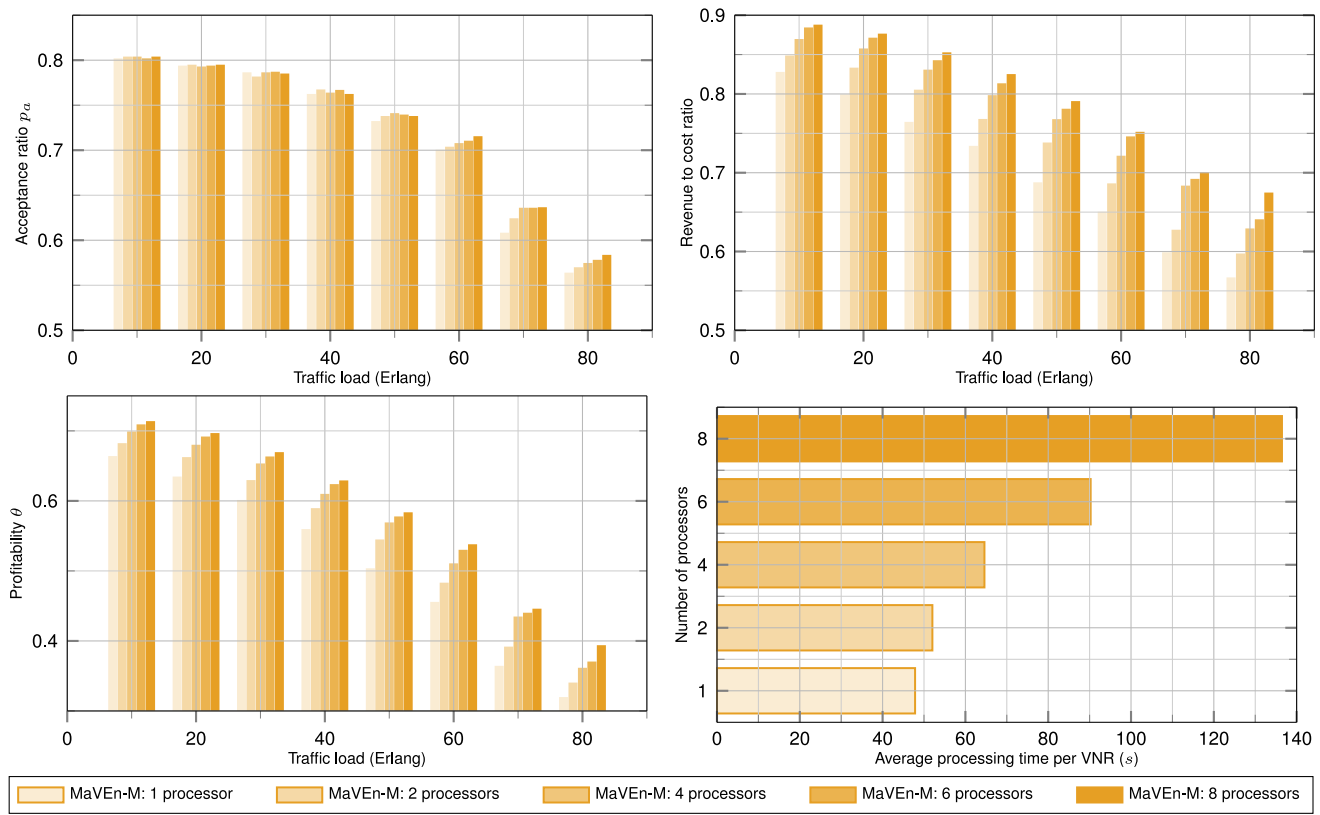 0.8
0.7
0.6
0.5
Acceptance ratio pₐ
0 20 40 60 80
Traffic load (Erlang)
0.9
0.8
0.7
0.6
0.5
Revenue to cost ratio
0 20 40 60 80
Traffic load (Erlang)
0.6
0.4
Profitability θ
0 20 40 60 80
Traffic load (Erlang)
8
6
4
2
1
Number of processors
0 20 40 60 80 100 120 140
Average processing time per VNR (s)
MaVEn-M: 1 processor MaVEn-M: 2 processors MaVEn-M: 4 processors MaVEn-M: 6 processors MaVEn-M: 8 processors